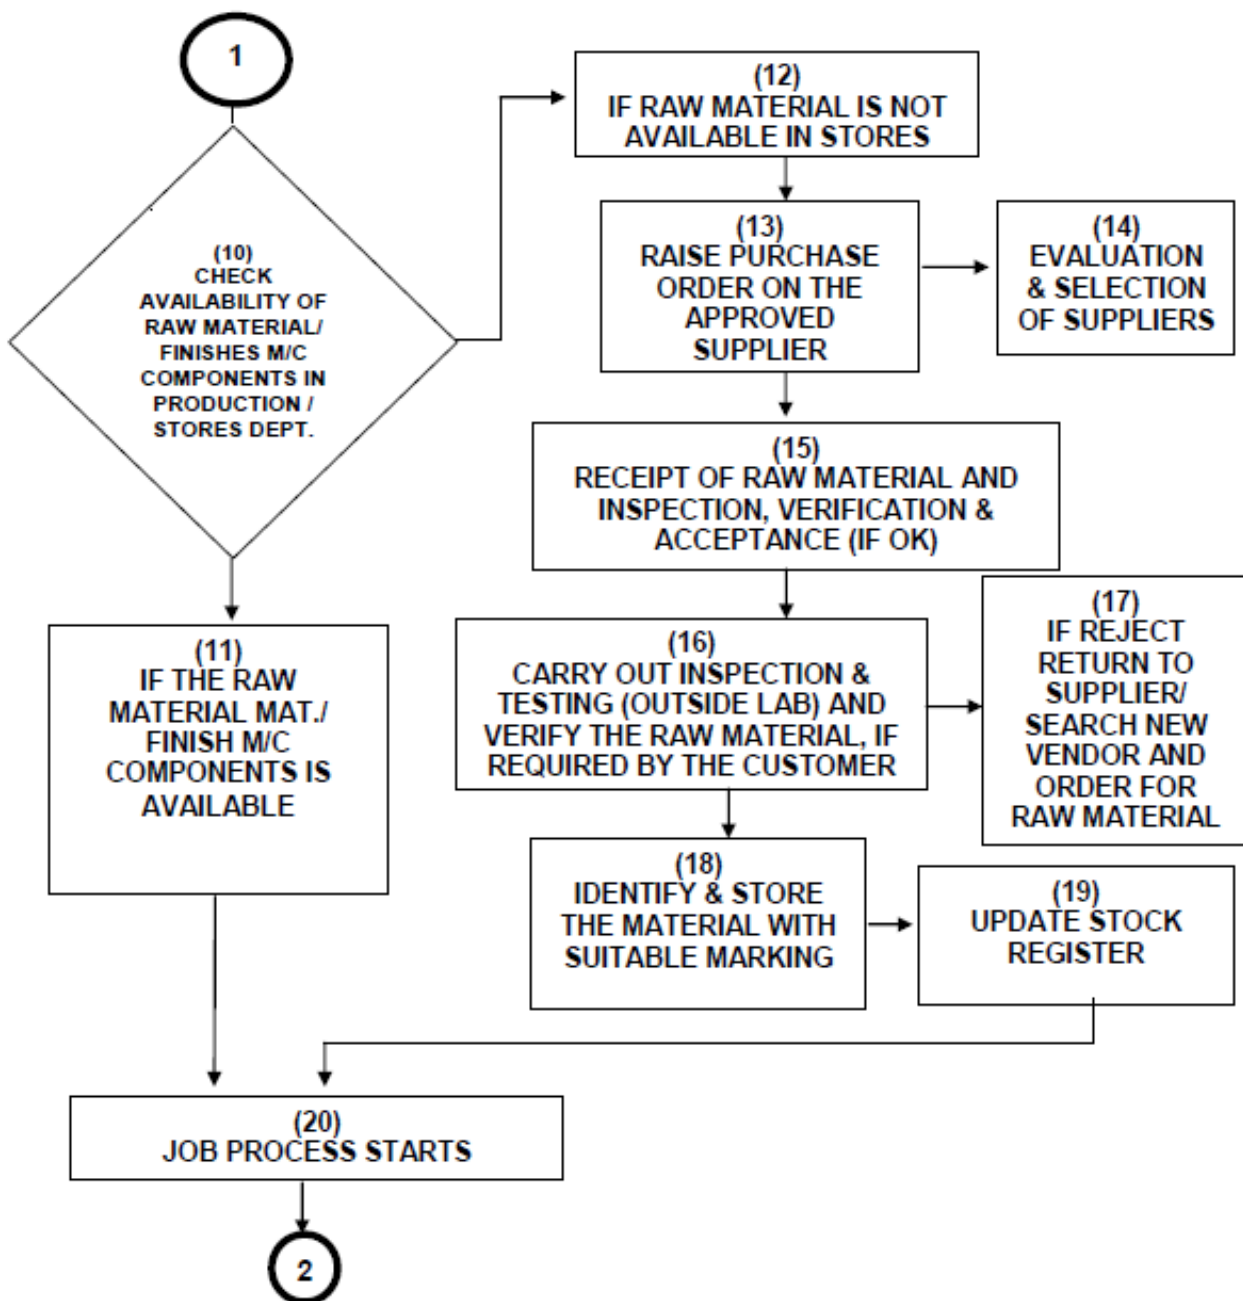 1
(10)
CHECK
AVAILABILITY OF
RAW MATERIAL/
FINISHES M/C
COMPONENTS IN
PRODUCTION /
STORES DEPT.
(11)
IF THE RAW
MATERIAL MAT./
FINISH M/C
COMPONENTS IS
AVAILABLE
(12)
IF RAW MATERIAL IS NOT
AVAILABLE IN STORES
(13)
RAISE PURCHASE
ORDER ON THE
APPROVED
SUPPLIER
(14)
EVALUATION
& SELECTION
OF SUPPLIERS
(15)
RECEIPT OF RAW MATERIAL AND
INSPECTION, VERIFICATION &
ACCEPTANCE (IF OK)
(16)
CARRY OUT INSPECTION &
TESTING (OUTSIDE LAB) AND
VERIFY THE RAW MATERIAL, IF
REQUIRED BY THE CUSTOMER
(17)
IF REJECT
RETURN TO
SUPPLIER/
SEARCH NEW
VENDOR AND
ORDER FOR
RAW MATERIAL
(18)
IDENTIFY & STORE
THE MATERIAL WITH
SUITABLE MARKING
(19)
UPDATE STOCK
REGISTER
(20)
JOB PROCESS STARTS
2